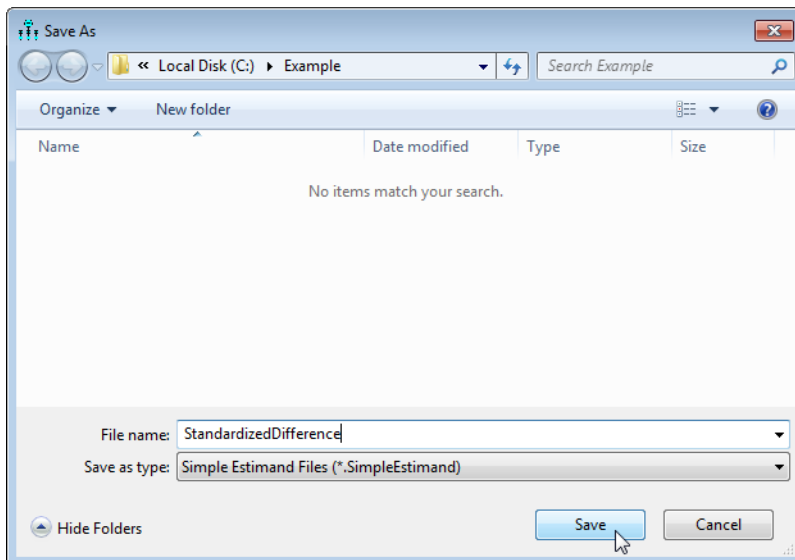 Save As
« Local Disk (C:) ▸ Example
Search Example
Organize New folder
Name Date modified Type Size
No items match your search.
File name: StandardizedDifference
Save as type: Simple Estimand Files (*.SimpleEstimand)
Hide Folders Save Cancel